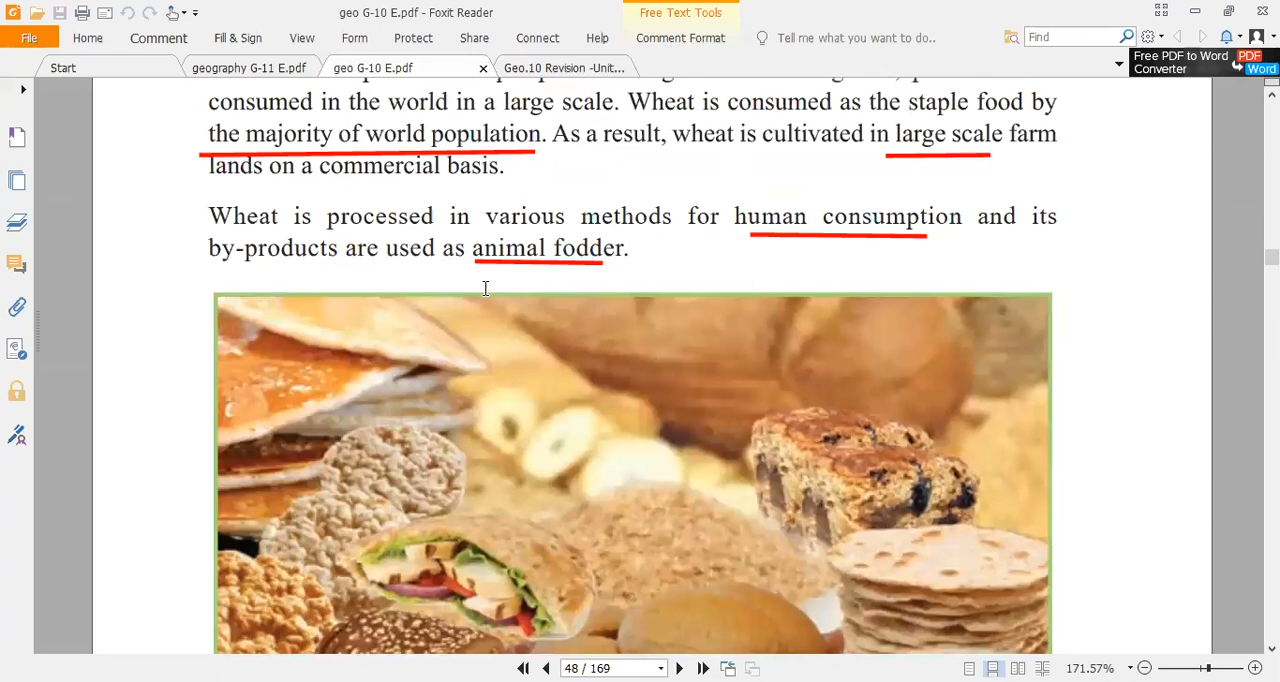 geo G-10 E.pdf - Foxit Reader
Free Text Tools
File
Home
Comment
Fill & Sign
View
Form
Protect
Share
Connect
Help
Comment Format
Tell me what you want to do..
Find
Start
geography G-11 E.pdf
geo G-10 E.pdf
Geo.10 Revision -Unit...
Free PDF to Word
Converter
PDF
Word
consumed in the world in a large scale. Wheat is consumed as the staple food by
the majority of world population. As a result, wheat is cultivated in large scale farm
lands on a commercial basis.
Wheat is processed in various methods for human consumption and its
by-products are used as animal fodder.
48 / 169
171.57%